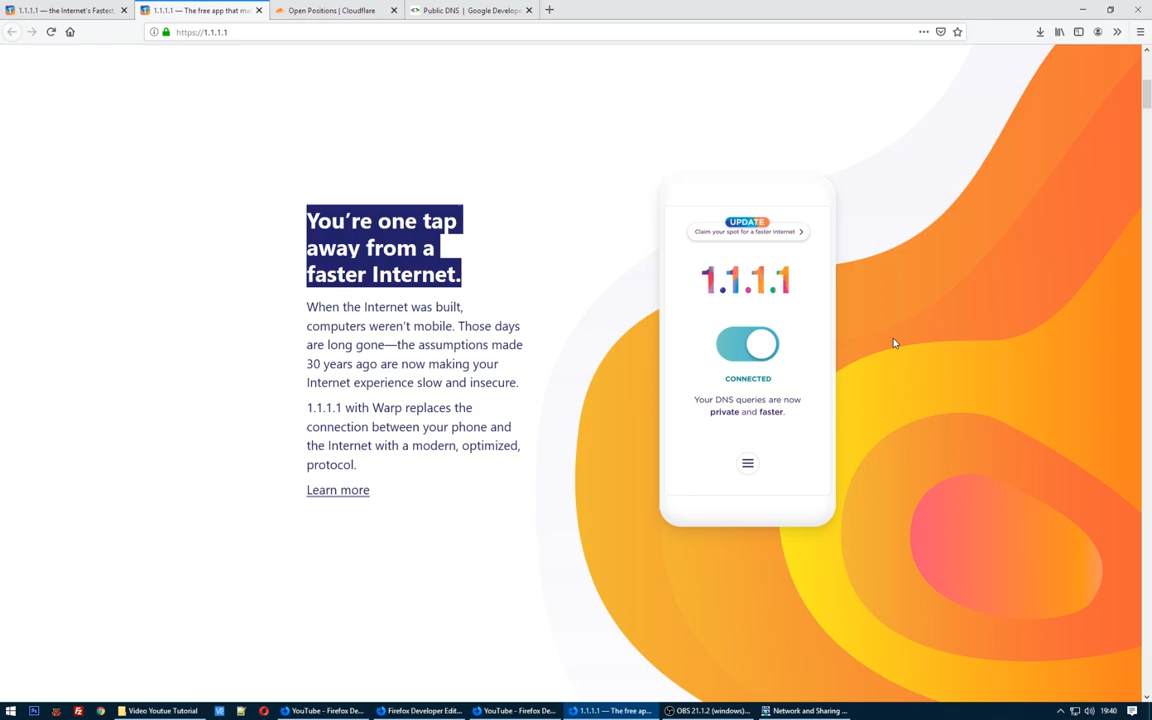 1.1.1.1 — the Internet's Fastest,
1.1.1.1 — The free app that ma
Open Positions | Cloudflare
Public DNS | Google Develope
https://1.1.1.1
UPDATE
Claim your spot for a faster Internet
1.1.1.1
CONNECTED
Your DNS queries are now
private and faster.
You're one tap
away from a
faster Internet.
When the Internet was built,
computers weren't mobile. Those days
are long gone—the assumptions made
30 years ago are now making your
Internet experience slow and insecure.
1.1.1.1 with Warp replaces the
connection between your phone and
the Internet with a modern, optimized,
protocol.
Learn more
Video Youtue Tutorial
YouTube - Firefox De...
Firefox Developer Edit...
YouTube - Firefox De...
1.1.1.1 — The free ap...
OBS 21.1.2 (windows)...
Network and Sharing ...
19:40